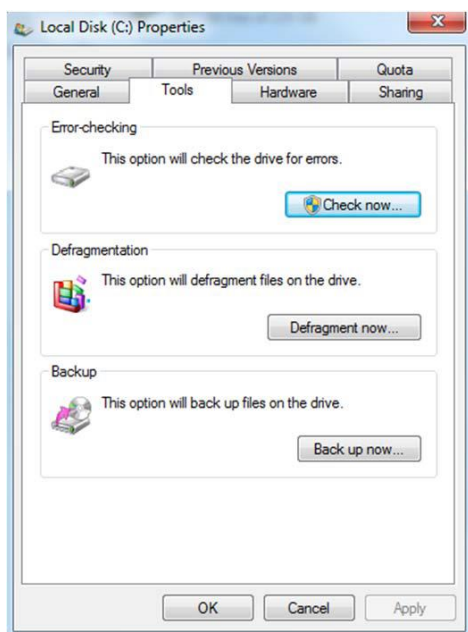 Local Disk (C:) Properties
Security Previous Versions Quota
General Tools Hardware Sharing
Error-checking
This option will check the drive for errors.
Check now...
Defragmentation
This option will defragment files on the drive.
Defragment now...
Backup
This option will back up files on the drive.
Back up now...
OK Cancel Apply